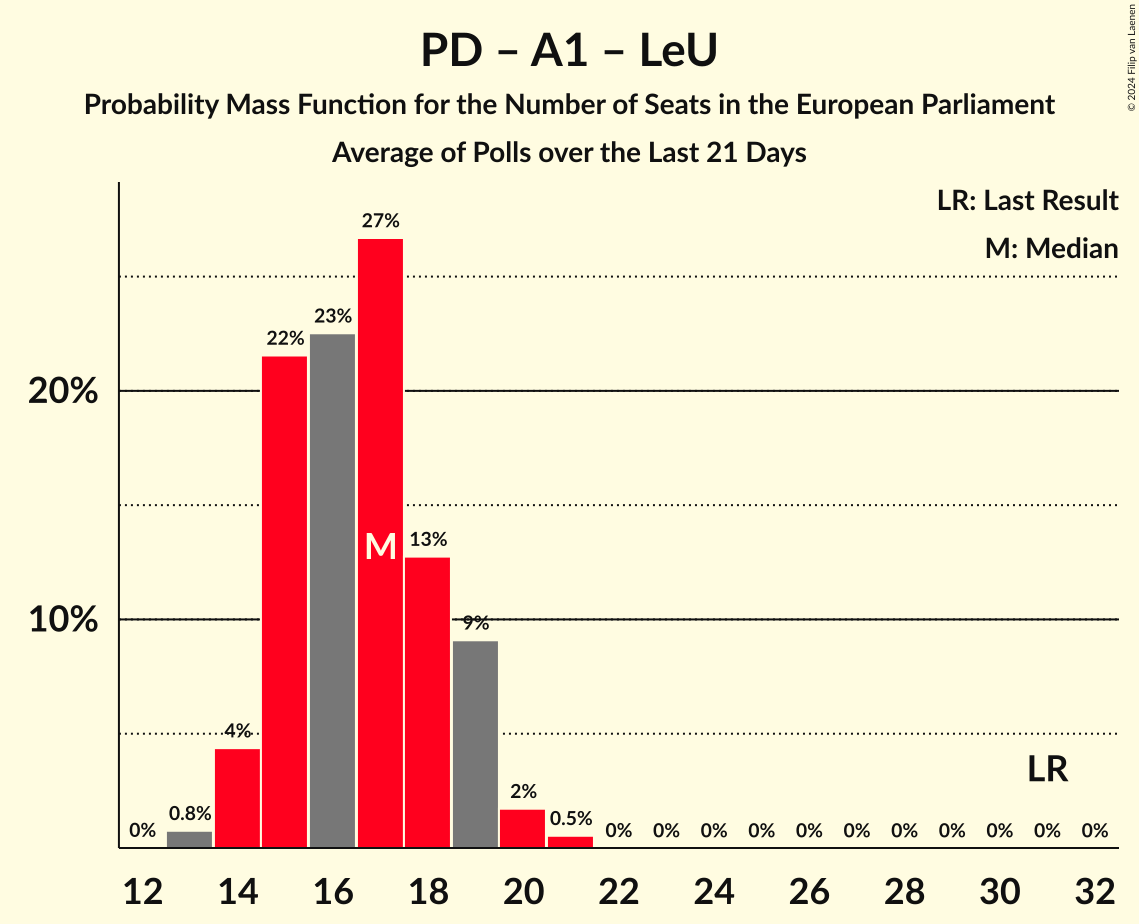 PD – A1 – LeU
Probability Mass Function for the Number of Seats in the European Parliament
Average of Polls over the Last 21 Days
© 2024 Filip van Laenen
LR: Last Result
M: Median
20%
10%
0%
0.8%
4%
22%
23%
27%
13%
9%
2%
0.5%
0%
0%
0%
0%
0%
0%
0%
0%
0%
0%
0%
M
LR
12 14 16 18 20 22 24 26 28 30 32